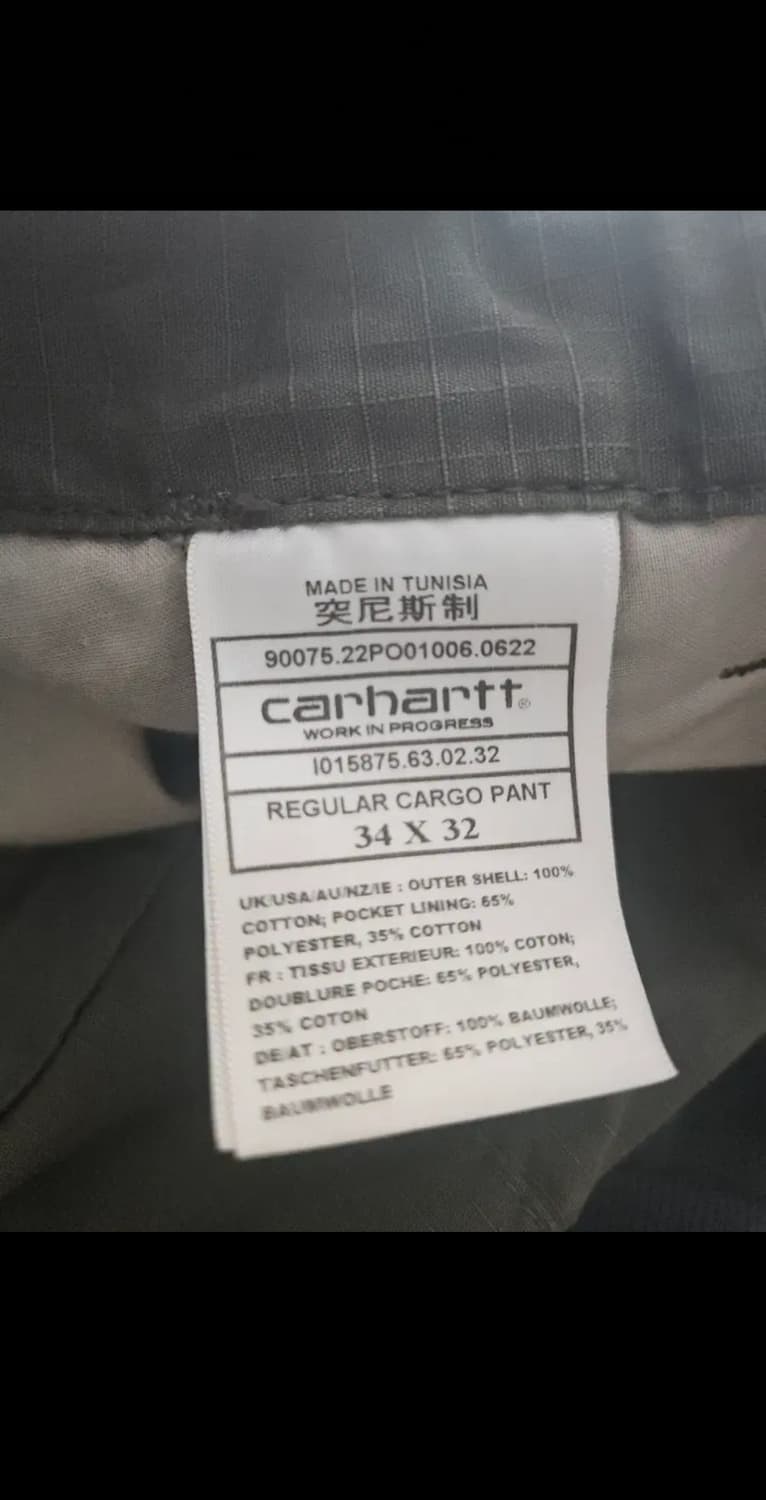 MADE IN TUNISIA
突尼斯制
90075.22PO01006.0622
carhartt®
WORK IN PROGRESS
I015875.63.02.32
REGULAR CARGO PANT
34 X 32
UK/USA/AU/NZ/IE : OUTER SHELL: 100%
COTTON; POCKET LINING: 65%
POLYESTER, 35% COTTON
FR : TISSU EXTERIEUR: 100% COTON;
DOUBLURE POCHE: 65% POLYESTER,
35% COTON
DE/AT : OBERSTOFF: 100% BAUMWOLLE;
TASCHENFUTTER: 65% POLYESTER, 35%
BAUMWOLLE